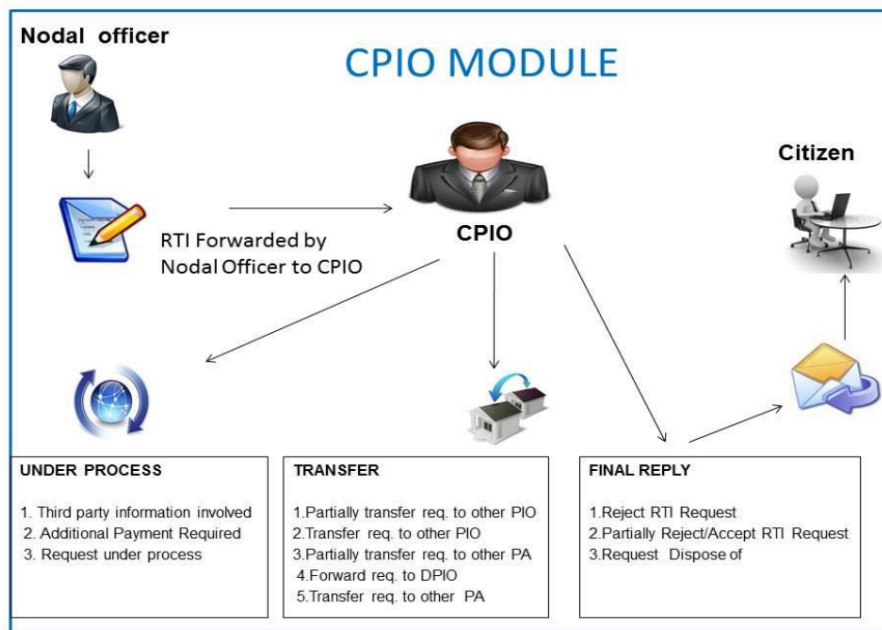 Nodal officer
CPIO MODULE
Citizen
RTI Forwarded by
Nodal Officer to CPIO
CPIO
UNDER PROCESS
1. Third party information involved
2. Additional Payment Required
3. Request under process
TRANSFER
1.Partially transfer req. to other PIO
2.Transfer req. to other PIO
3.Partially transfer req. to other PA
4.Forward req. to DPIO
5.Transfer req. to other PA
FINAL REPLY
1.Reject RTI Request
2.Partially Reject/Accept RTI Request
3.Request Dispose of